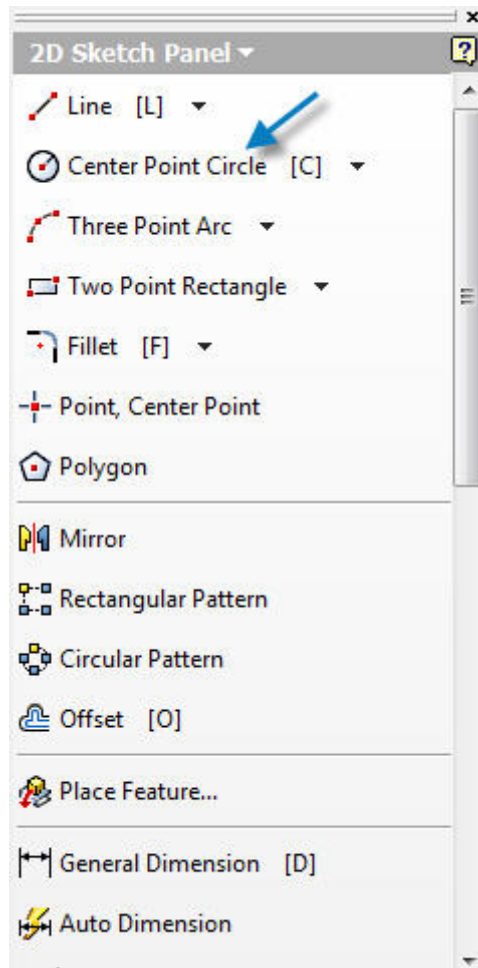 2D Sketch Panel
Line [L]
Center Point Circle [C]
Three Point Arc
Two Point Rectangle
Fillet [F]
Point, Center Point
Polygon
Mirror
Rectangular Pattern
Circular Pattern
Offset [O]
Place Feature...
General Dimension [D]
Auto Dimension